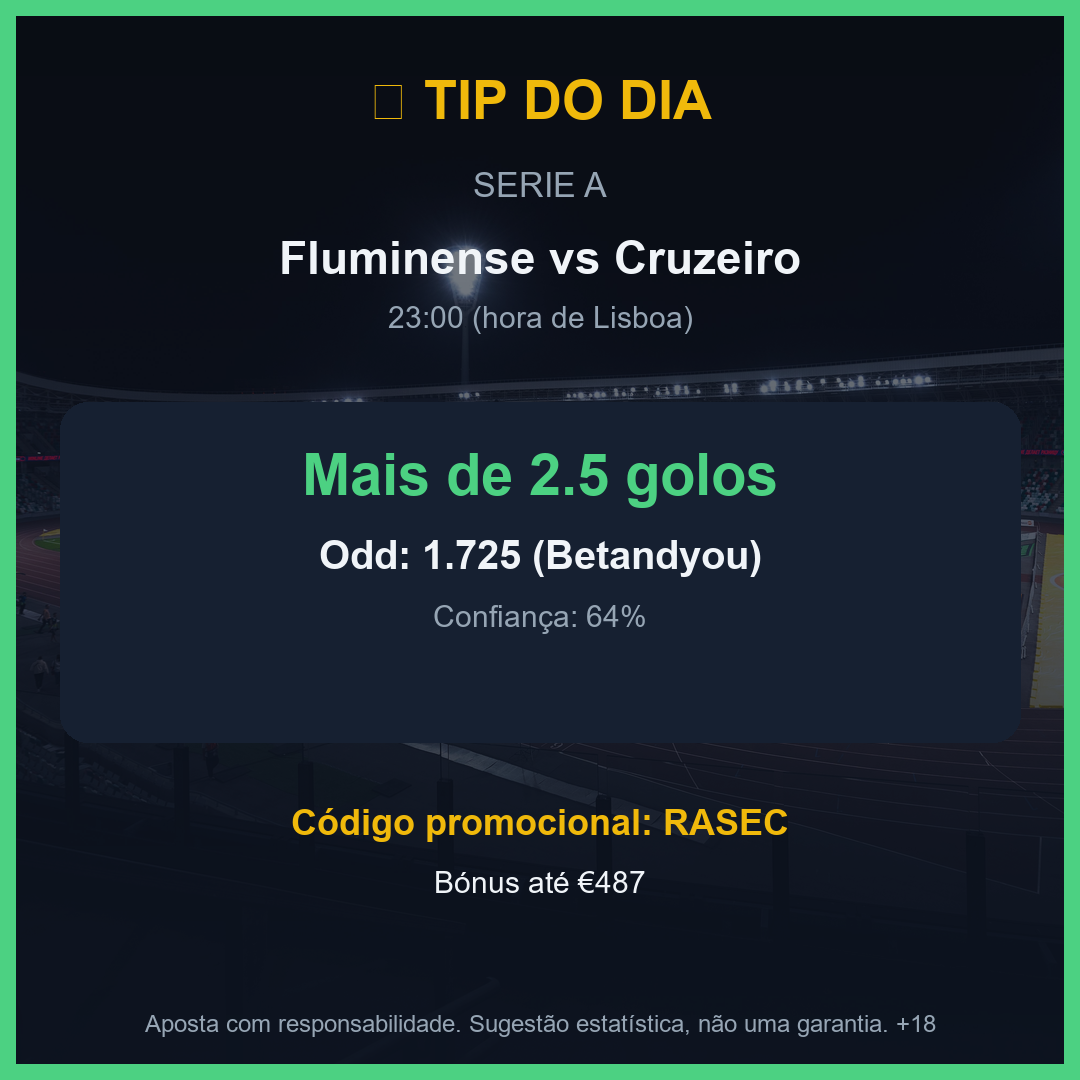 TIP DO DIA
SERIE A
Fluminense vs Cruzeiro
23:00 (hora de Lisboa)
Mais de 2.5 golos
Odd: 1.725 (Betandyou)
Confiança: 64%
Código promocional: RASEC
Bónus até €487
Aposta com responsabilidade. Sugestão estatística, não uma garantia. +18